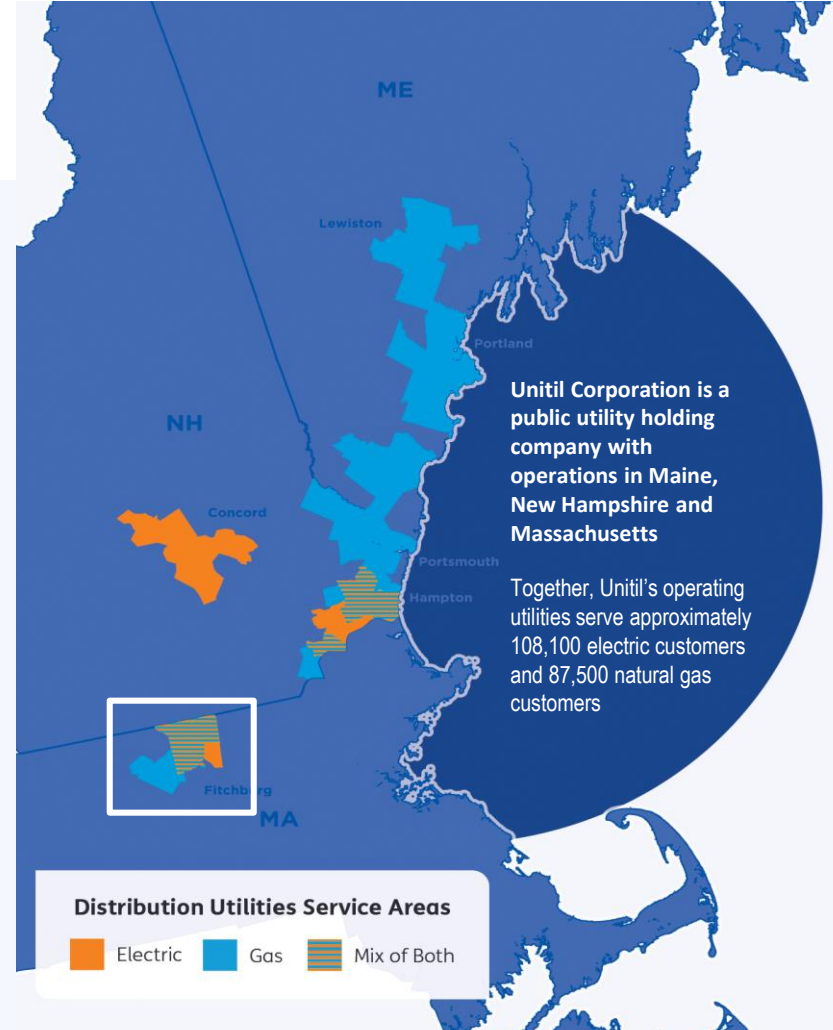 ME
Lewiston
Portland
Unitil Corporation is a
public utility holding
company with
operations in Maine,
New Hampshire and
Massachusetts
NH
Concord
Portsmouth
Hampton
Together, Unitil's operating
utilities serve approximately
108,100 electric customers
and 87,500 natural gas
customers
Fitchburg
MA
Distribution Utilities Service Areas
Electric
Gas
Mix of Both